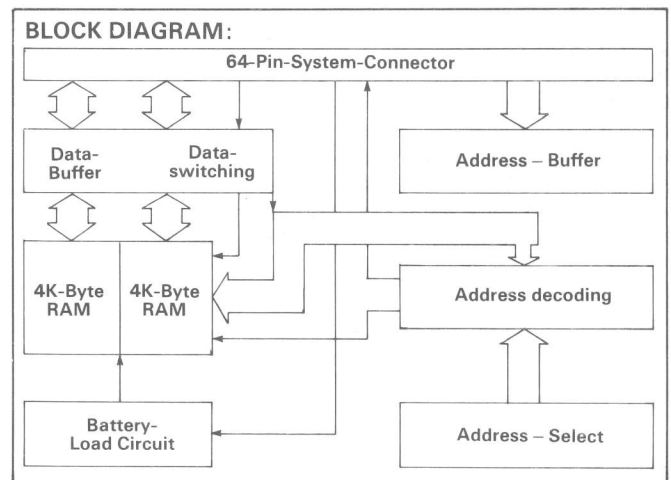 BLOCK DIAGRAM:
64-Pin-System-Connector
Data-
Buffer
Data-
switching
Address – Buffer
4K-Byte
RAM
4K-Byte
RAM
Address decoding
Battery-
Load Circuit
Address – Select